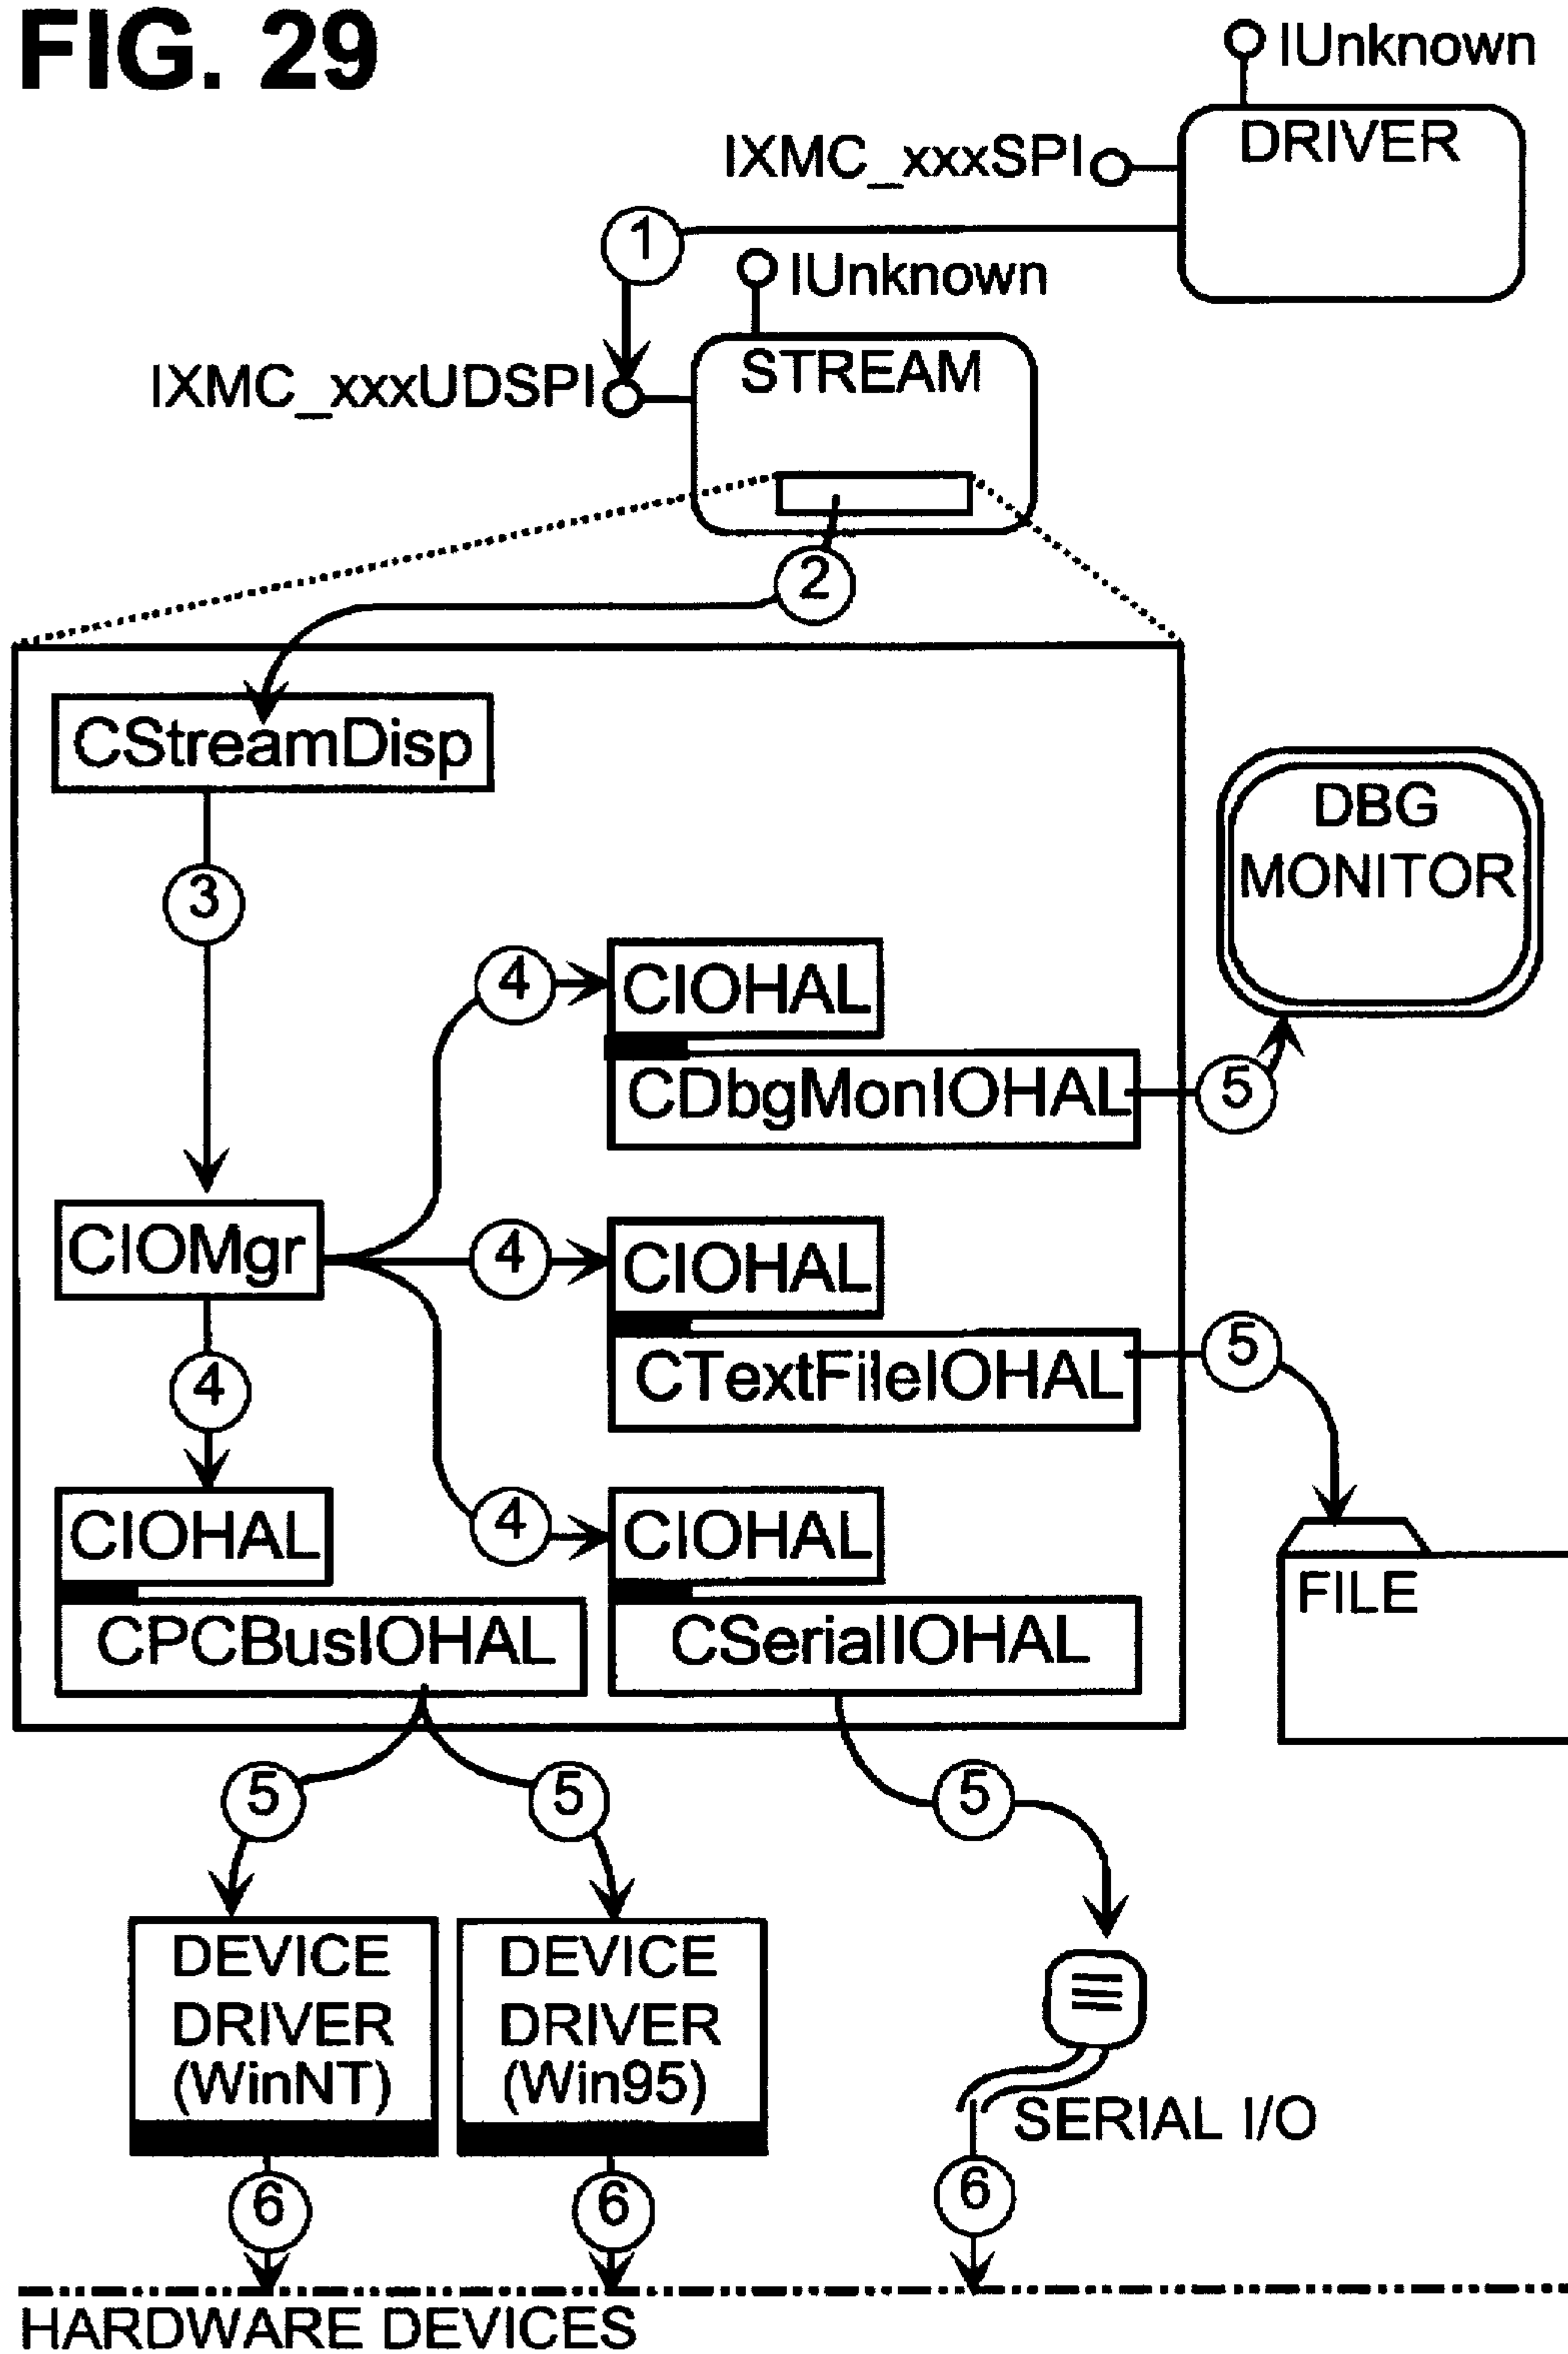 FIG. 29
IUnknown
DRIVER
IXMC_xxxSPI
1
IUnknown
STREAM
IXMC_xxxUDSPI
2
CStreamDisp
DBG
MONITOR
3
4
CIOHAL
CDbgMonIOHAL
5
CIOMgr
4
CIOHAL
CTextFileIOHAL
5
4
CIOHAL
4
CIOHAL
FILE
CPCBusIOHAL
CSerialIOHAL
5
5
5
DEVICE
DRIVER
(WinNT)
DEVICE
DRIVER
(Win95)
SERIAL I/O
6
6
6
HARDWARE DEVICES